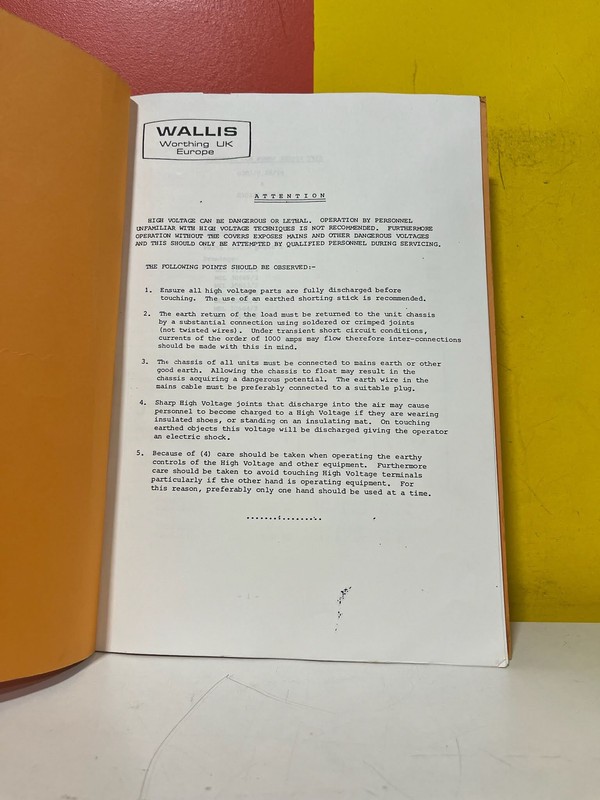 WALLIS
Worthing UK
Europe
ATTENTION
HIGH VOLTAGE CAN BE DANGEROUS OR LETHAL. OPERATION BY PERSONNEL
UNFAMILIAR WITH HIGH VOLTAGE TECHNIQUES IS NOT RECOMMENDED. FURTHERMORE
OPERATION WITHOUT THE COVERS EXPOSES MAINS AND OTHER DANGEROUS VOLTAGES
AND THIS SHOULD ONLY BE ATTEMPTED BY QUALIFIED PERSONNEL DURING SERVICING.
THE FOLLOWING POINTS SHOULD BE OBSERVED:-
1. Ensure all high voltage parts are fully discharged before
touching. The use of an earthed shorting stick is recommended.
2. The earth return of the load must be returned to the unit chassis
by a substantial connection using soldered or crimped joints
(not twisted wires). Under transient short circuit conditions,
currents of the order of 1000 amps may flow therefore inter-connections
should be made with this in mind.
3. The chassis of all units must be connected to mains earth or other
good earth. Allowing the chassis to float may result in the
chassis acquiring a dangerous potential. The earth wire in the
mains cable must be preferably connected to a suitable plug.
4. Sharp High Voltage joints that discharge into the air may cause
personnel to become charged to a High Voltage if they are wearing
insulated shoes, or standing on an insulating mat. On touching
earthed objects this voltage will be discharged giving the operator
an electric shock.
5. Because of (4) care should be taken when operating the earthy
controls of the High Voltage and other equipment. Furthermore
care should be taken to avoid touching High Voltage terminals
particularly if the other hand is operating equipment. For
this reason, preferably only one hand should be used at a time.